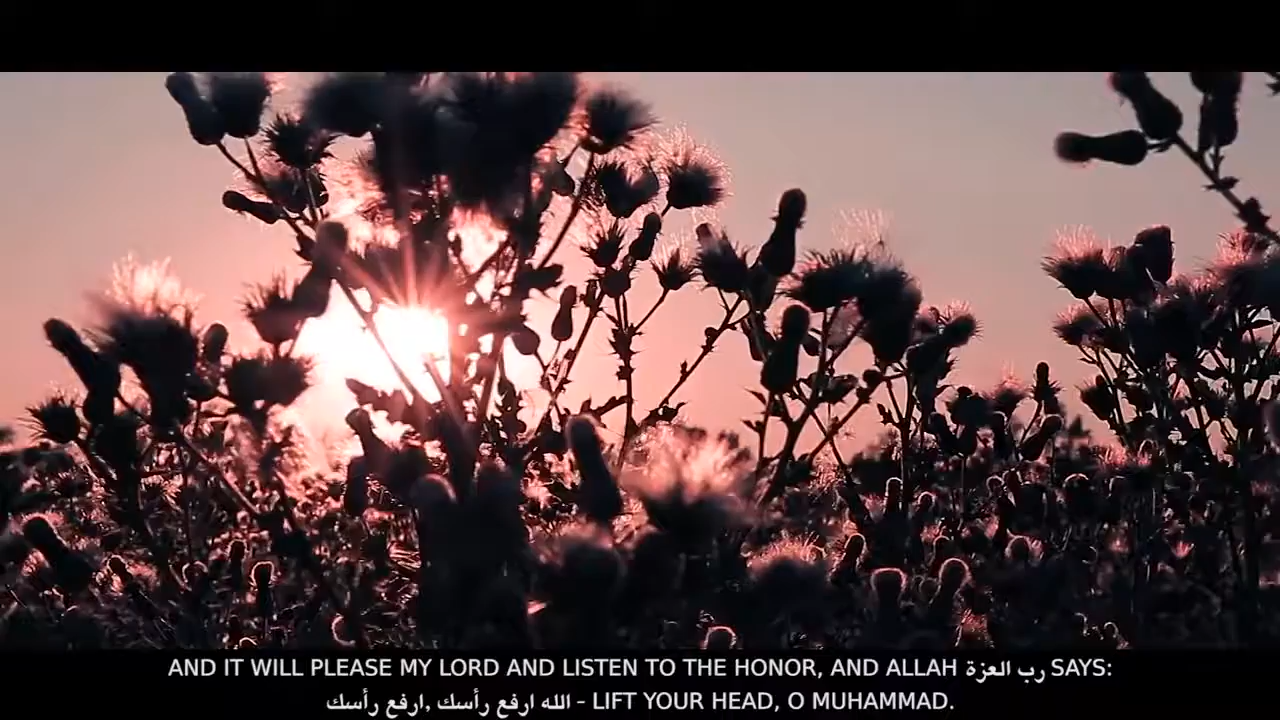 AND IT WILL PLEASE MY LORD AND LISTEN TO THE HONOR, AND ALLAH رب العزة SAYS:
الله ارفع رأسك ,ارفع رأسك - LIFT YOUR HEAD, O MUHAMMAD.